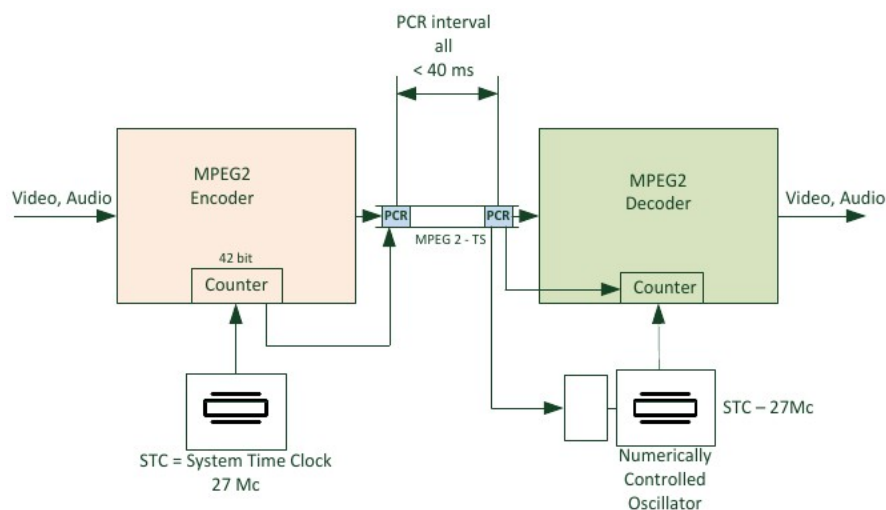 PCR interval
all
< 40 ms
MPEG2
Encoder
MPEG2
Decoder
Video, Audio
Video, Audio
PCR
PCR
MPEG 2 - TS
42 bit
Counter
Counter
STC – 27Mc
STC = System Time Clock
27 Mc
Numerically
Controlled
Oscillator